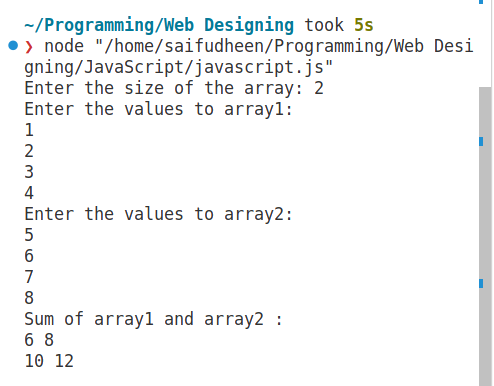 ~/Programming/Web Designing took 5s
❯ node "/home/saifudheen/Programming/Web Desi
gning/JavaScript/javascript.js"
Enter the size of the array: 2
Enter the values to array1:
1
2
3
4
Enter the values to array2:
5
6
7
8
Sum of array1 and array2 :
6 8
10 12